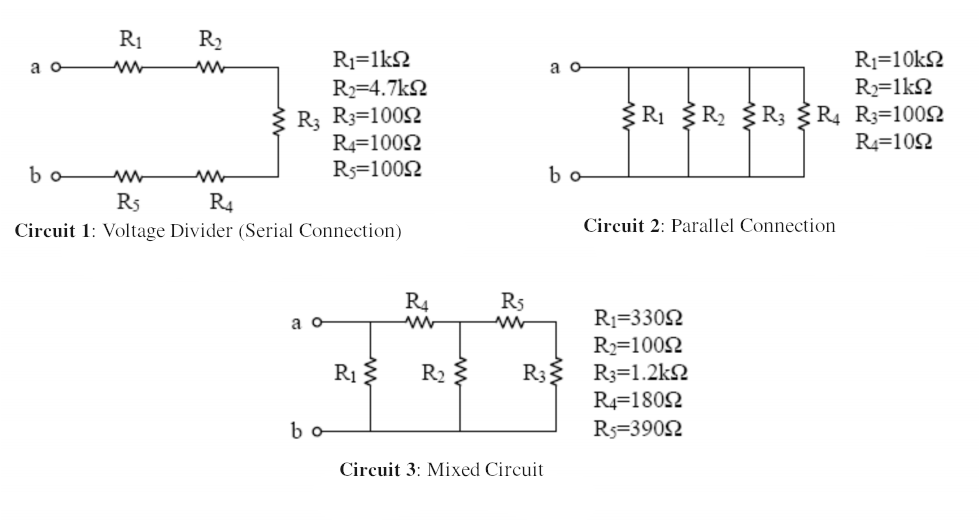 R₁ R₂
a
R₃
b
R₅ R₄
R₁=1kΩ
R₂=4.7kΩ
R₃=100Ω
R₄=100Ω
R₅=100Ω
Circuit 1: Voltage Divider (Serial Connection)
a
R₁ R₂ R₃ R₄
b
R₁=10kΩ
R₂=1kΩ
R₃=100Ω
R₄=10Ω
Circuit 2: Parallel Connection
R₄ R₅
a
R₁ R₂ R₃
b
R₁=330Ω
R₂=100Ω
R₃=1.2kΩ
R₄=180Ω
R₅=390Ω
Circuit 3: Mixed Circuit